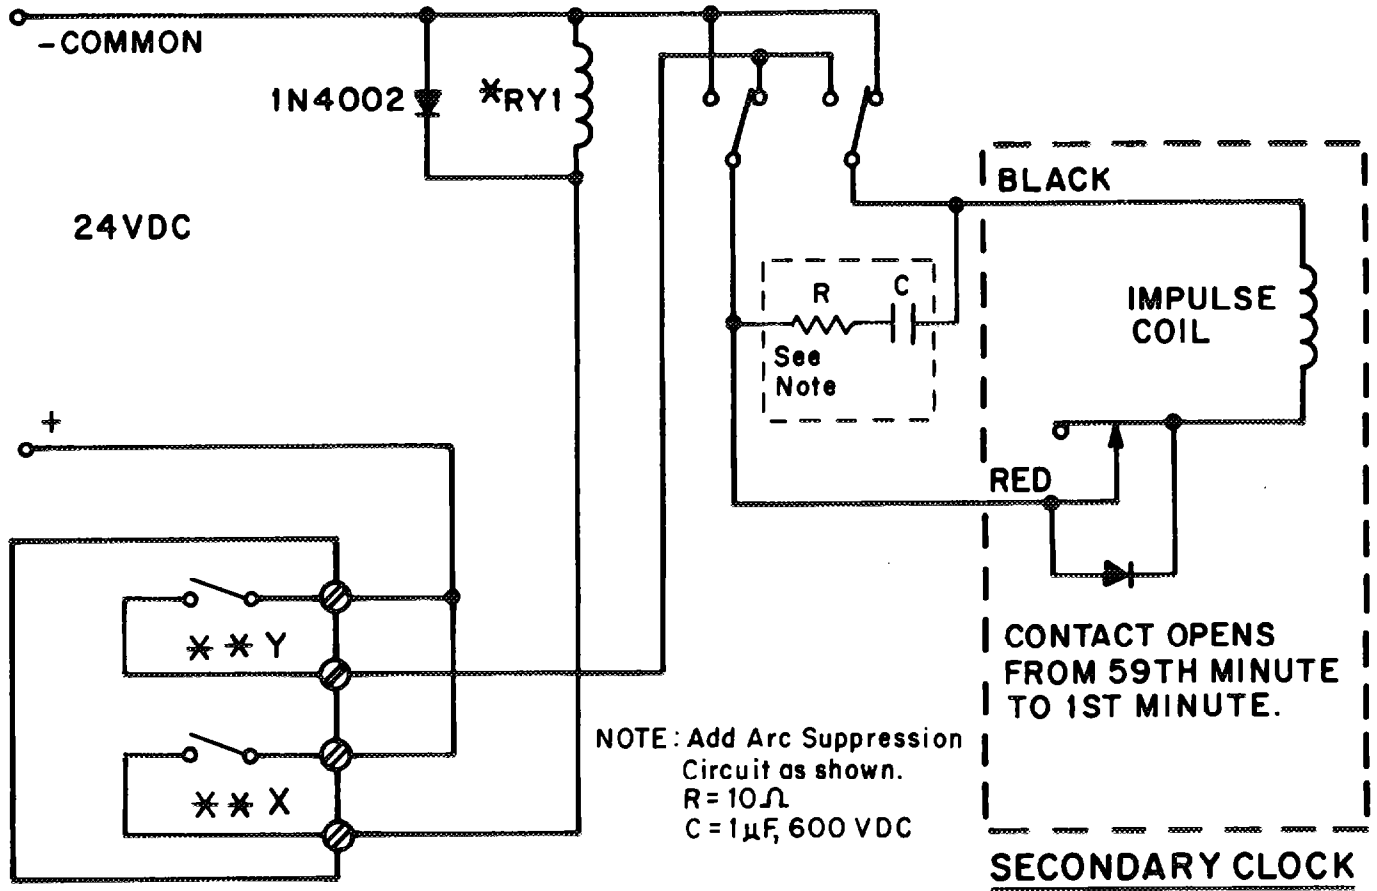 -COMMON
1N4002
*RY1
24VDC
BLACK
R
C
See
Note
IMPULSE
COIL
+
RED
**Y
CONTACT OPENS
FROM 59TH MINUTE
TO 1ST MINUTE.
NOTE: Add Arc Suppression
Circuit as shown.
R=10Ω
C=1µF, 600 VDC
**X
SECONDARY CLOCK